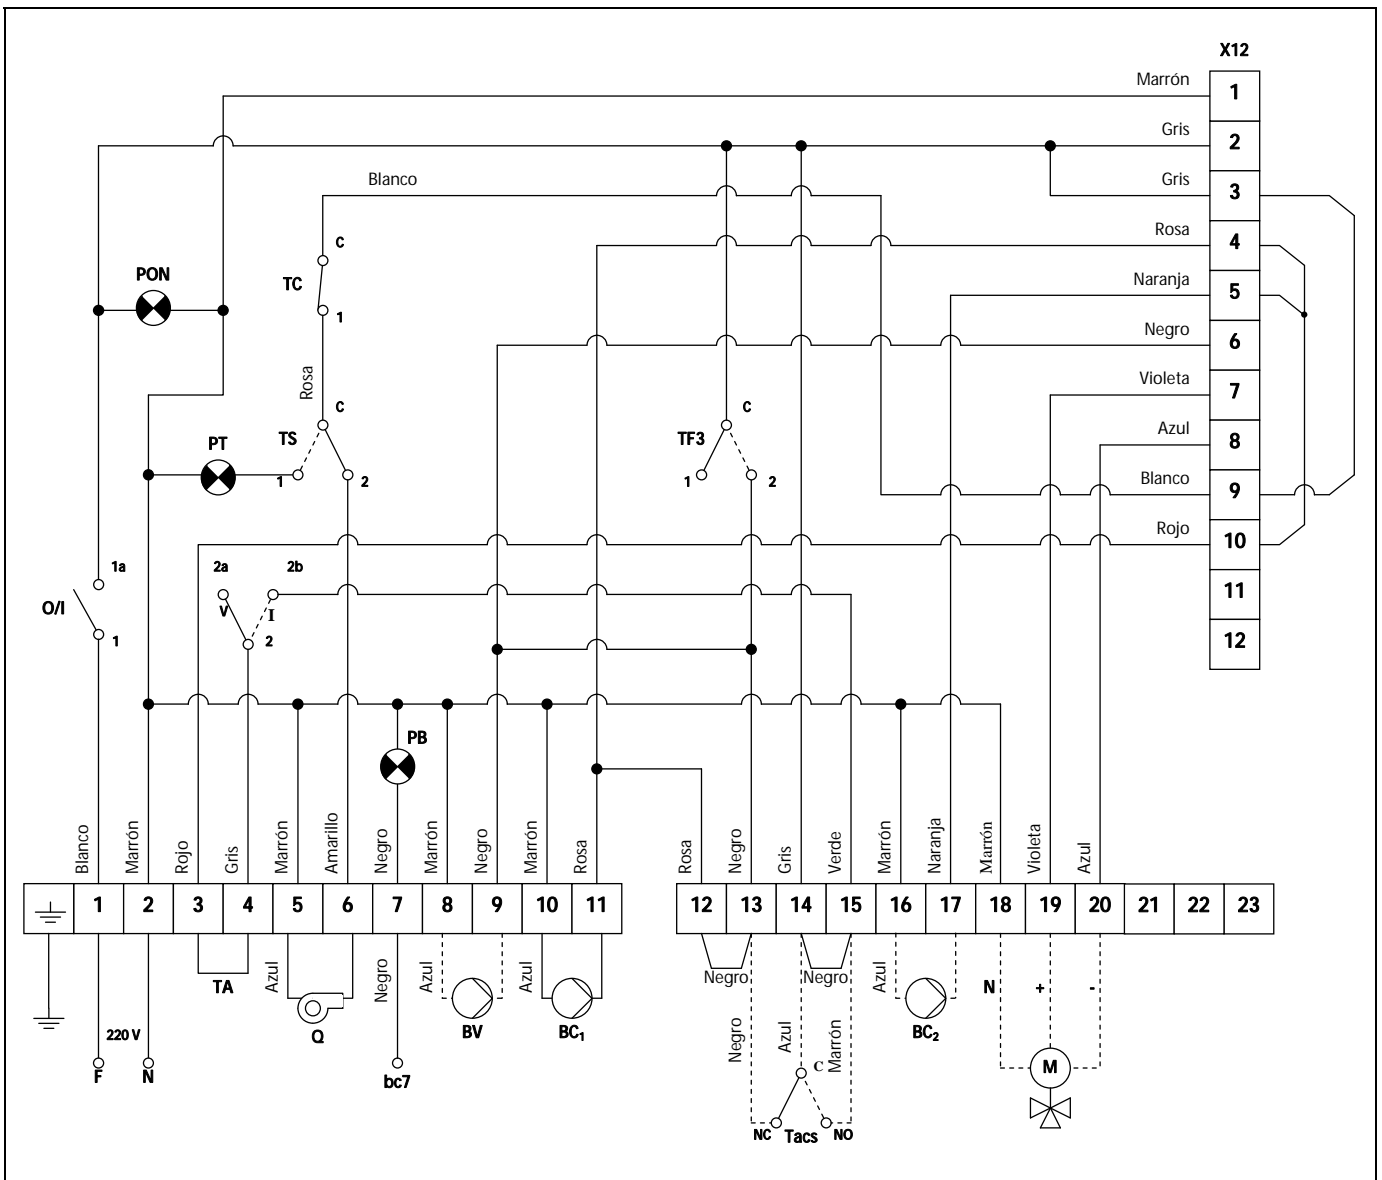 X12
Marrón 1
Gris 2
Blanco
Gris 3
Rosa 4
C
PON
TC
Naranja 5
1
Negro 6
Rosa
Violeta 7
C
C
Azul 8
PT
TS
TF3
1
2
1
2
Blanco 9
Rojo 10
1a
2a
2b
11
O/I
V
I
1
2
12
PB
Blanco
Marrón
Rojo
Gris
Marrón
Amarillo
Negro
Marrón
Negro
Marrón
Rosa
Rosa
Negro
Gris
Verde
Marrón
Naranja
Marrón
Violeta
Azul
1 2 3 4 5 6 7 8 9 10 11
12 13 14 15 16 17 18 19 20 21 22 23
TA
Azul
Negro
Azul
Azul
Negro
Negro
Azul
N
+
-
220 V
Q
BV
BC1
Negro
Azul
Marrón
BC2
F
N
bc7
C
M
NC
Tacs
NO